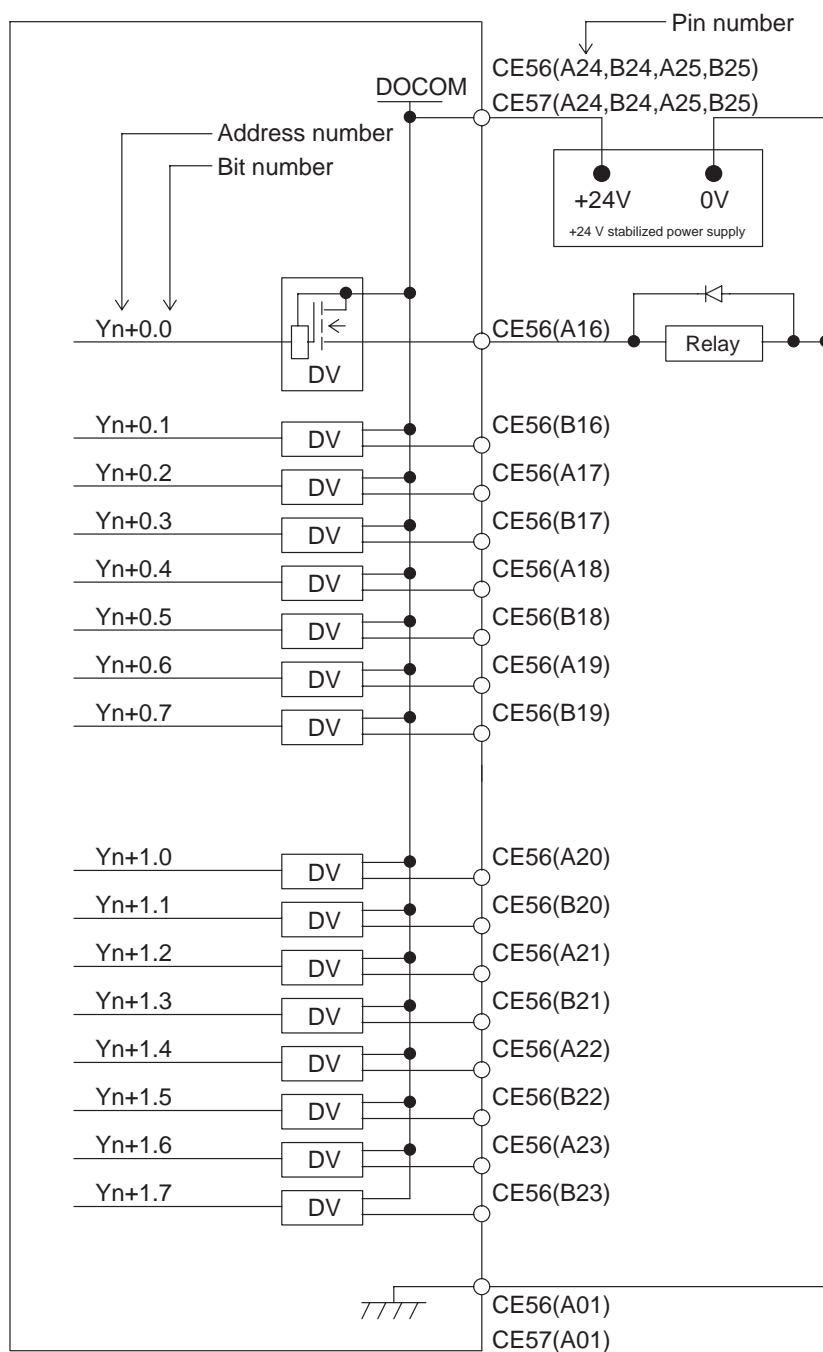 Pin number
CE56(A24,B24,A25,B25)
DOCOM
CE57(A24,B24,A25,B25)
Address number
Bit number
+24V 0V
+24 V stabilized power supply
Yn+0.0
CE56(A16)
Relay
DV
Yn+0.1 DV CE56(B16)
Yn+0.2 DV CE56(A17)
Yn+0.3 DV CE56(B17)
Yn+0.4 DV CE56(A18)
Yn+0.5 DV CE56(B18)
Yn+0.6 DV CE56(A19)
Yn+0.7 DV CE56(B19)
Yn+1.0 DV CE56(A20)
Yn+1.1 DV CE56(B20)
Yn+1.2 DV CE56(A21)
Yn+1.3 DV CE56(B21)
Yn+1.4 DV CE56(A22)
Yn+1.5 DV CE56(B22)
Yn+1.6 DV CE56(A23)
Yn+1.7 DV CE56(B23)
CE56(A01)
CE57(A01)